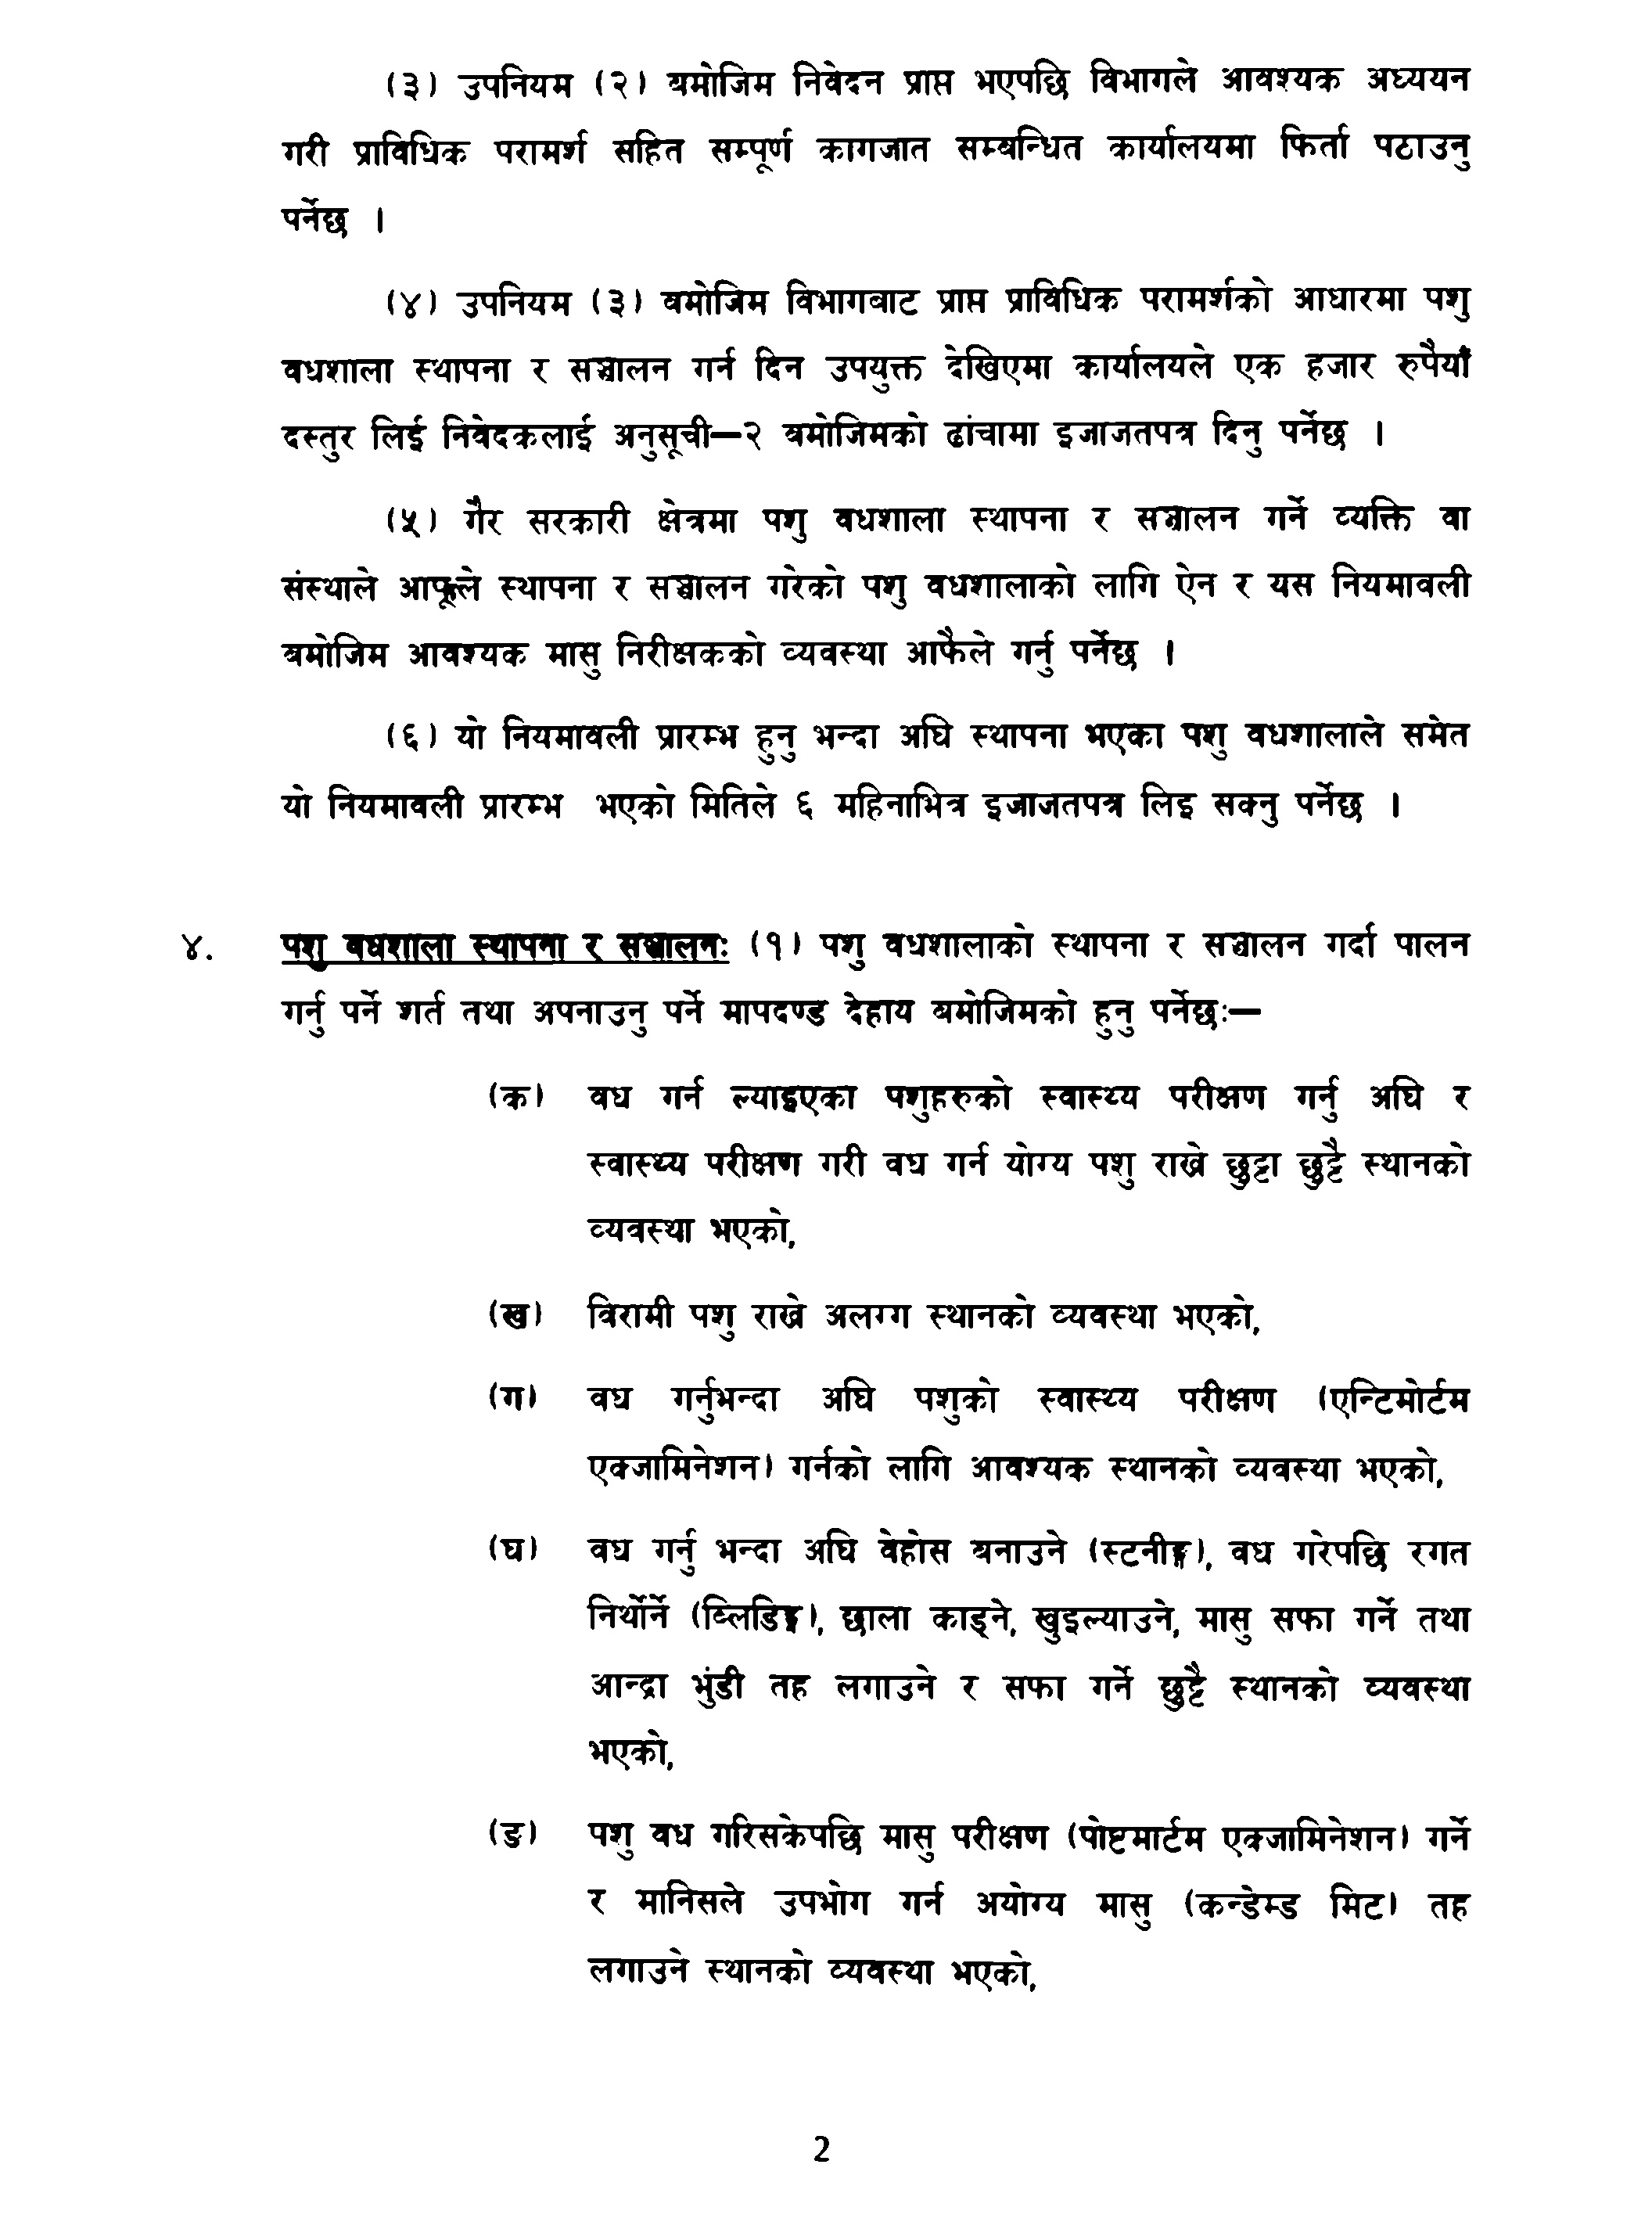 (३) उपनियम (२) बमोजिम निवेदन प्राप्त भएपछि विभागले आवश्यक अध्ययन
गरी प्राविधिक परामर्श सहित सम्पूर्ण कागजात सम्बन्धित कार्यालयमा फिर्ता पठाउनु
पर्नेछ ।
(४) उपनियम (३) बमोजिम विभागबाट प्राप्त प्राविधिक परामर्शको आधारमा पशु
वधशाला स्थापना र सञ्चालन गर्न दिन उपयुक्त देखिएमा कार्यालयले एक हजार रुपैयाँ
दस्तुर लिई निवेदकलाई अनुसूची–२ बमोजिमको ढांचामा इजाजतपत्र दिनु पर्नेछ ।
(५) गैर सरकारी क्षेत्रमा पशु वधशाला स्थापना र सञ्चालन गर्ने व्यक्ति वा
संस्थाले आफूले स्थापना र सञ्चालन गरेको पशु वधशालाको लागि ऐन र यस नियमावली
बमोजिम आवश्यक मासु निरीक्षकको व्यवस्था आफैले गर्नु पर्नेछ ।
(६) यो नियमावली प्रारम्भ हुनु भन्दा अघि स्थापना भएका पशु वधशालाले समेत
यो नियमावली प्रारम्भ भएको मितिले ६ महिनाभित्र इजाजतपत्र लिइ सक्नु पर्नेछ ।
४. पशु वधशाला स्थापना र सञ्चालनः (१) पशु वधशालाको स्थापना र सञ्चालन गर्दा पालन
गर्नु पर्ने शर्त तथा अपनाउनु पर्ने मापदण्ड देहाय बमोजिमको हुनु पर्नेछः–
(क) वध गर्न ल्याइएका पशुहरुको स्वास्थ्य परीक्षण गर्नु अघि र
स्वास्थ्य परीक्षण गरी वध गर्न योग्य पशु राख्ने छुट्टा छुट्टै स्थानको
व्यवस्था भएको,
(ख) बिरामी पशु राख्ने अलग्ग स्थानको व्यवस्था भएको,
(ग) वध गर्नुभन्दा अघि पशुको स्वास्थ्य परीक्षण (एन्टिमोर्टम
एक्जामिनेशन) गर्नको लागि आवश्यक स्थानको व्यवस्था भएको,
(घ) वध गर्नु भन्दा अघि वेहोस बनाउने (स्टनीङ्ग), वध गरेपछि रगत
निर्थोर्ने (ब्लिडिङ्ग), छाला काड्ने, खुइल्याउने, मासु सफा गर्ने तथा
आन्द्रा भुंडी तह लगाउने र सफा गर्ने छुट्टै स्थानको व्यवस्था
भएको,
(ङ) पशु वध गरिसकेपछि मासु परीक्षण (पोष्टमार्टम एक्जामिनेशन) गर्ने
र मानिसले उपभोग गर्न अयोग्य मासु (कन्डेम्ड मिट) तह
लगाउने स्थानको व्यवस्था भएको,
2